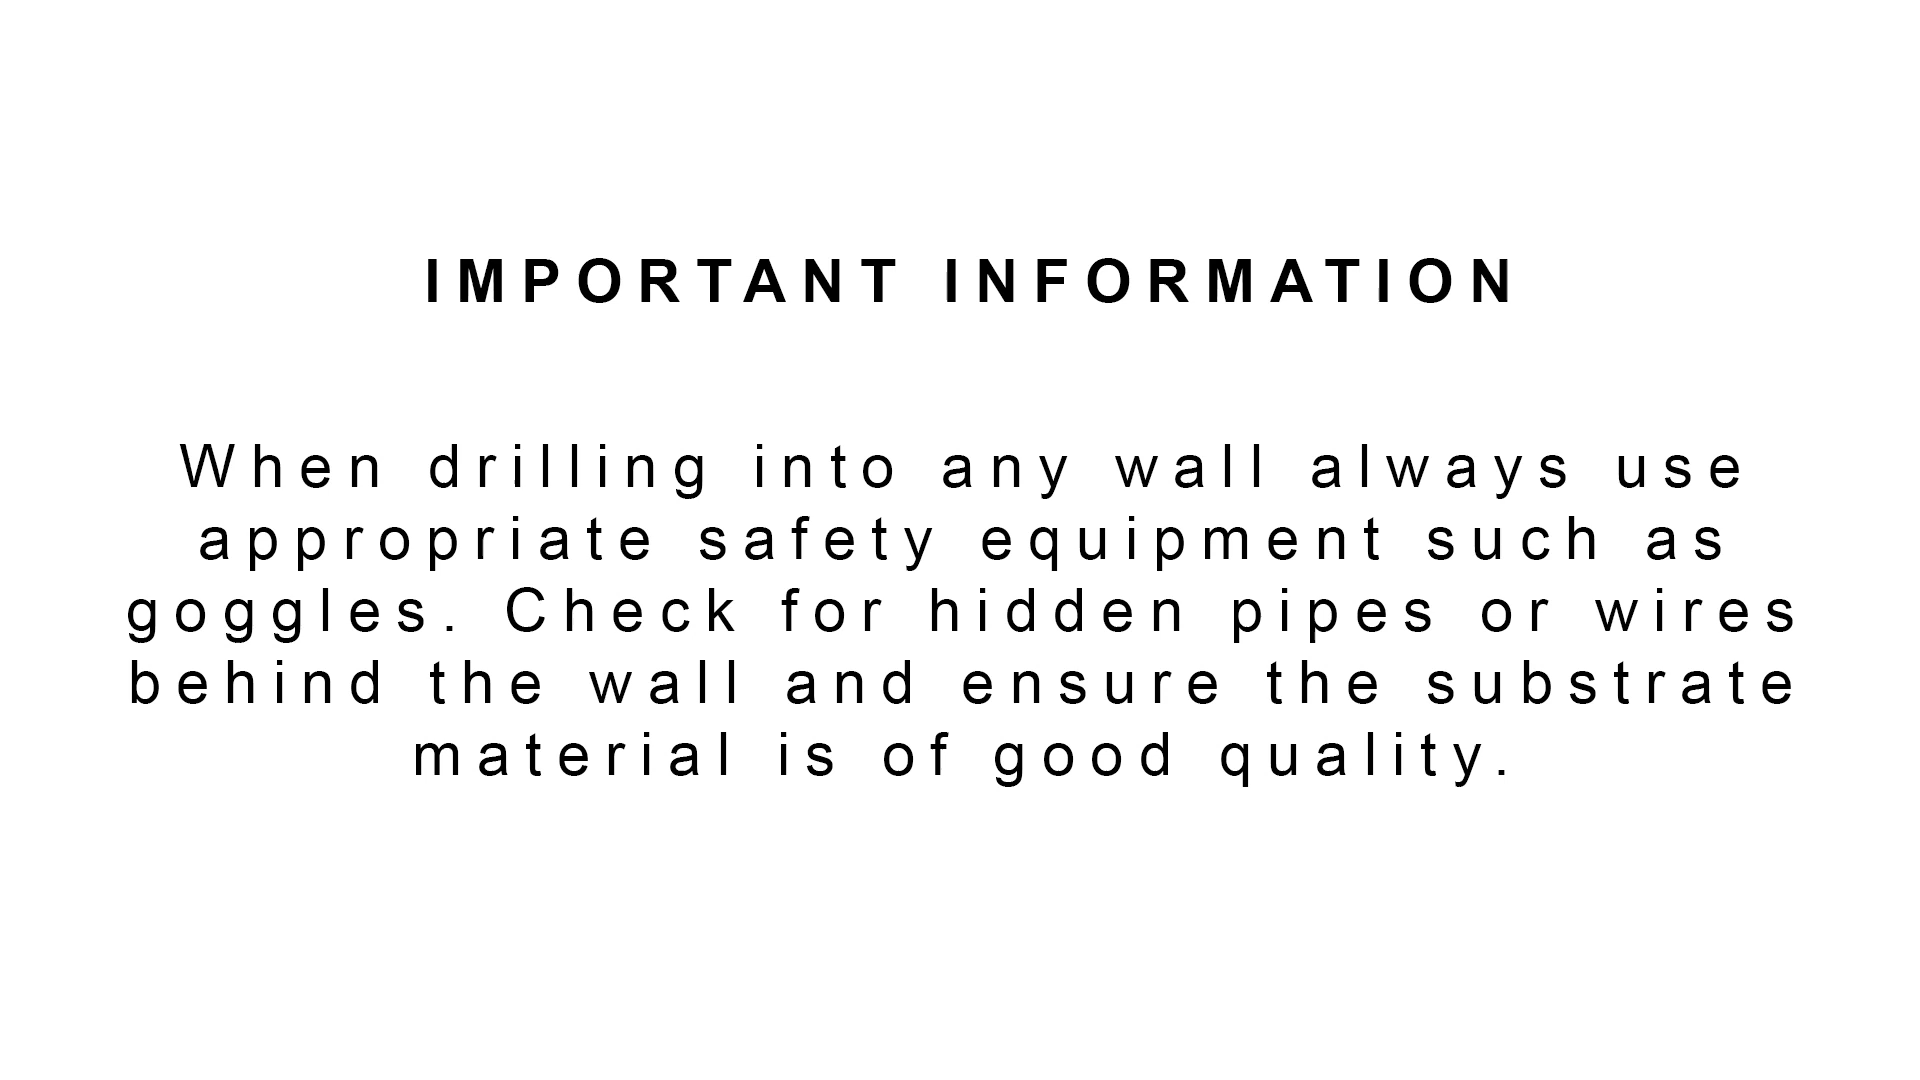 IMPORTANT INFORMATION
When drilling into any wall always use
appropriate safety equipment such as
goggles. Check for hidden pipes or wires
behind the wall and ensure the substrate
material is of good quality.